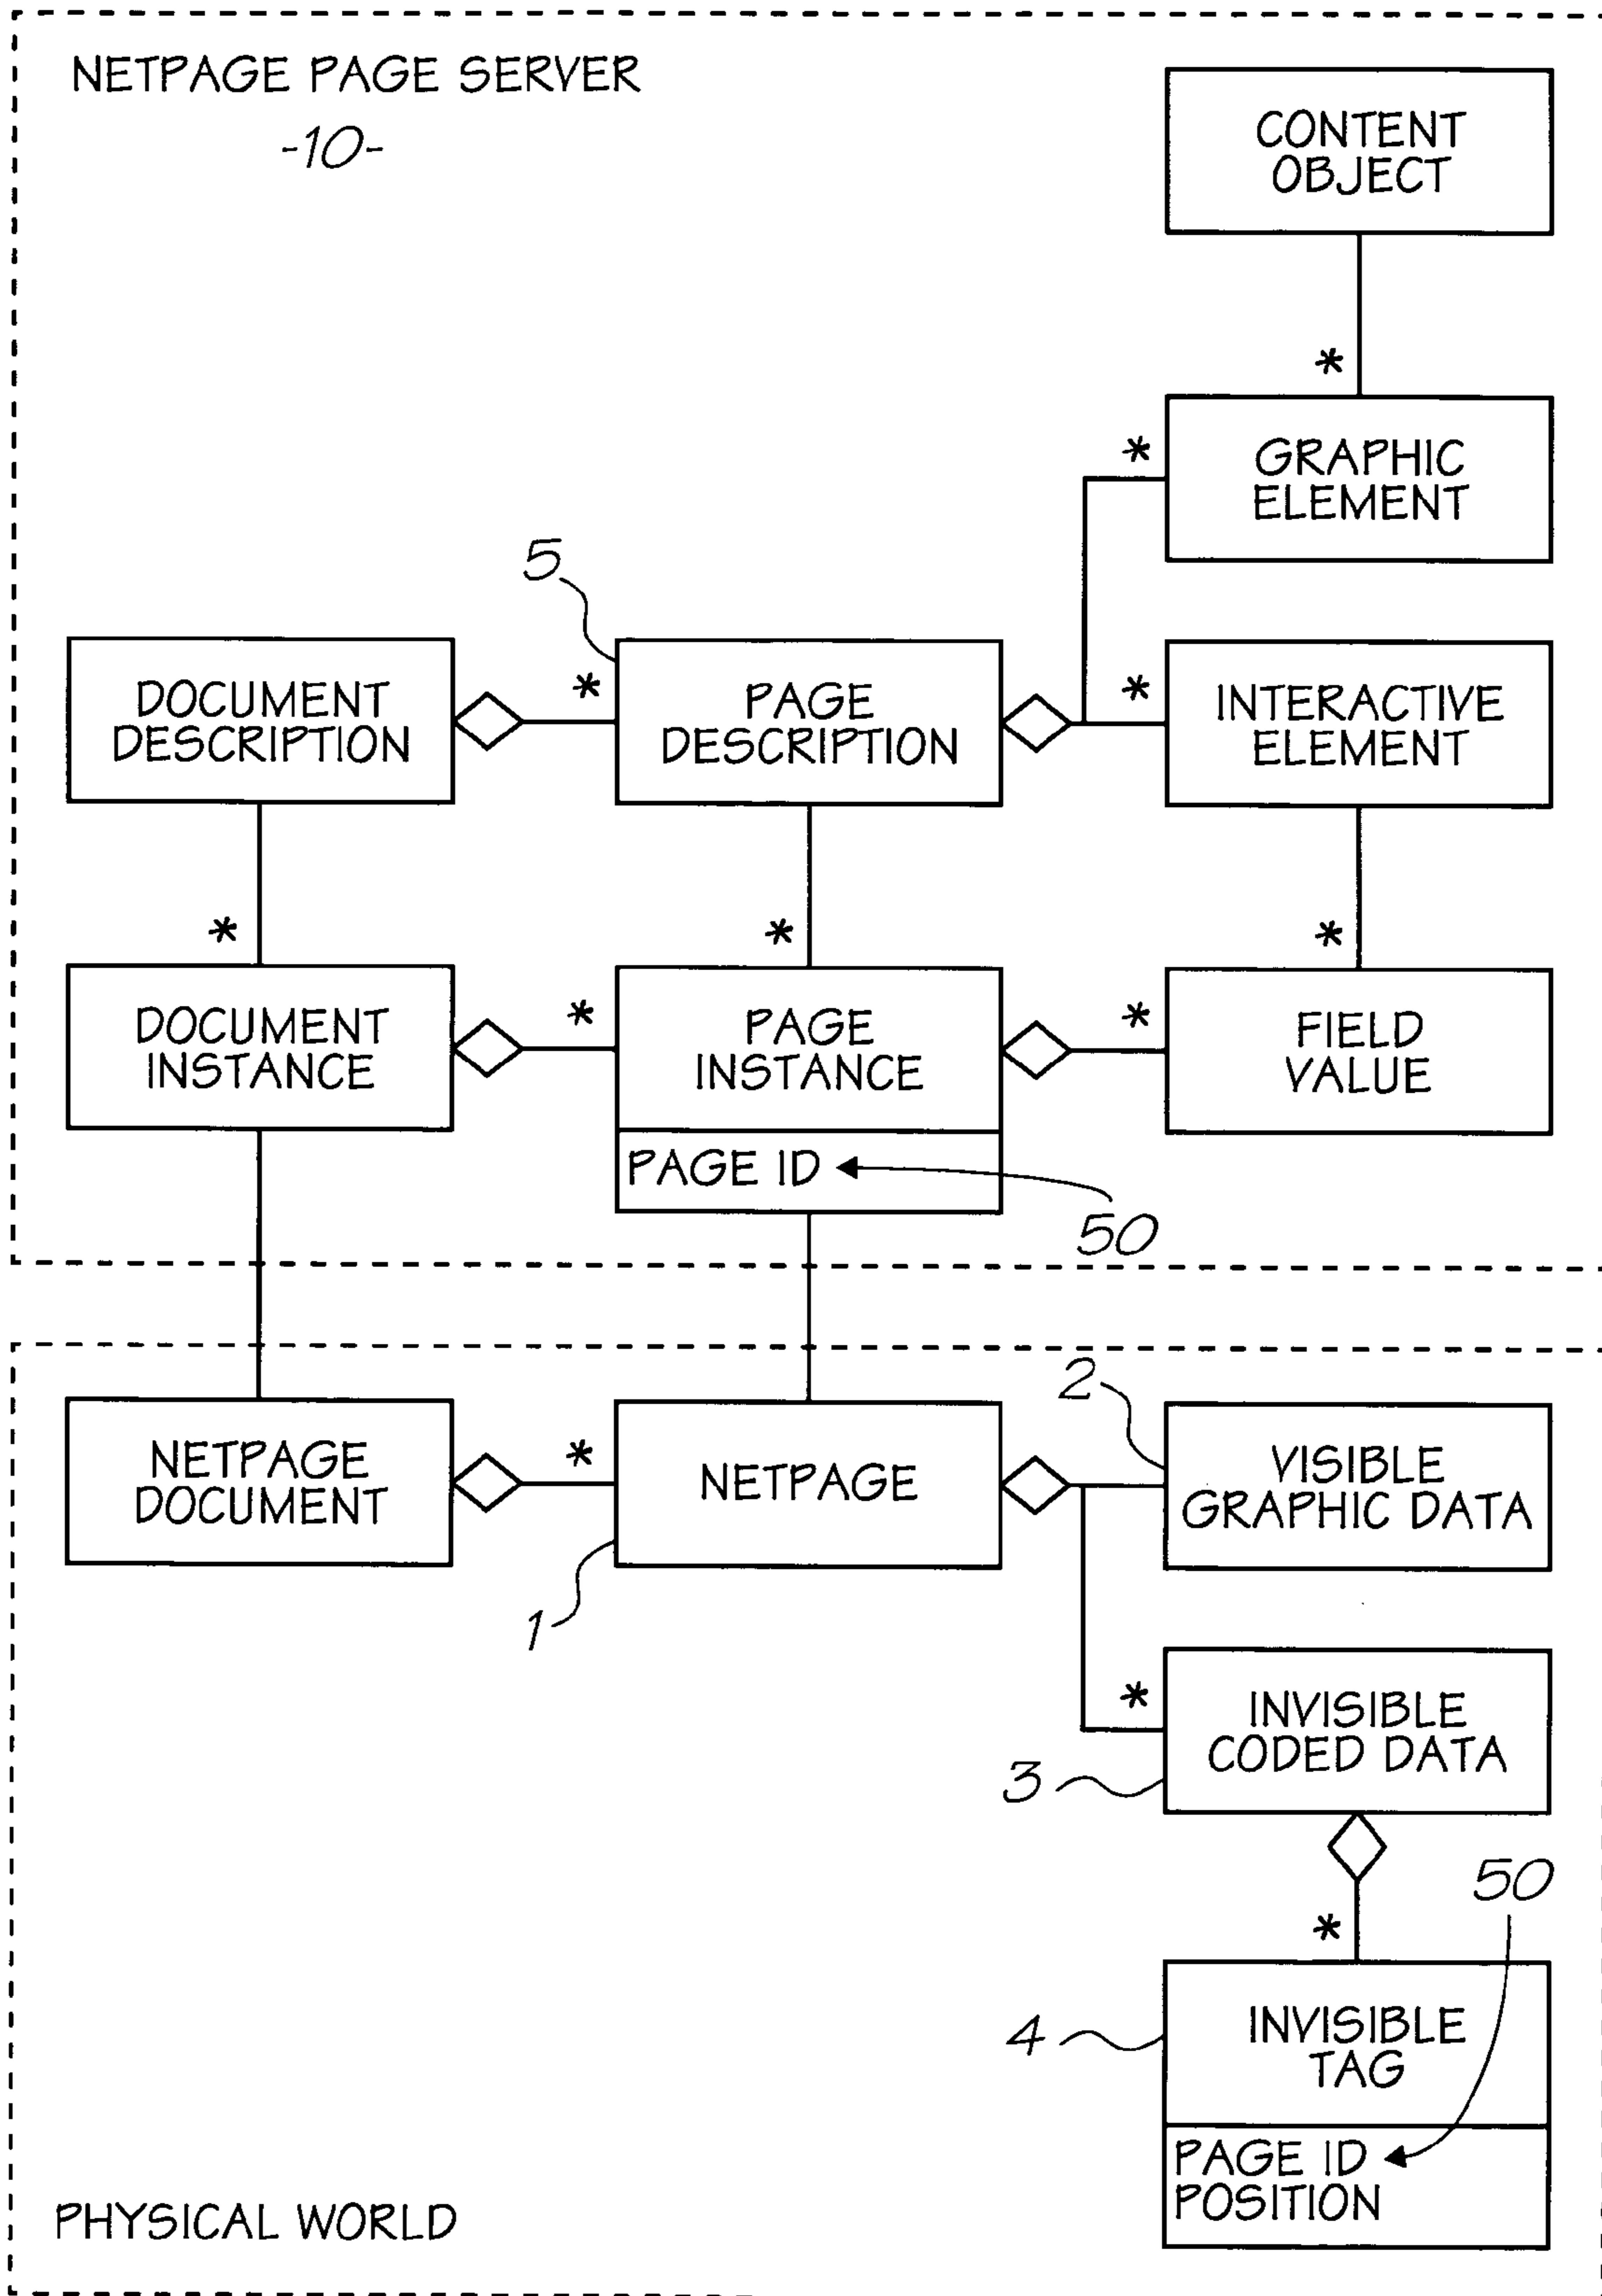 NETPAGE PAGE SERVER
-10-
CONTENT
OBJECT
*
*
GRAPHIC
ELEMENT
5
DOCUMENT
DESCRIPTION
*
PAGE
DESCRIPTION
*
INTERACTIVE
ELEMENT
*
*
*
DOCUMENT
INSTANCE
*
PAGE
INSTANCE
*
FIELD
VALUE
PAGE ID
50
NETPAGE
DOCUMENT
*
NETPAGE
1
2
VISIBLE
GRAPHIC DATA
*
INVISIBLE
CODED DATA
3
50
*
4
INVISIBLE
TAG
PAGE ID
POSITION
PHYSICAL WORLD